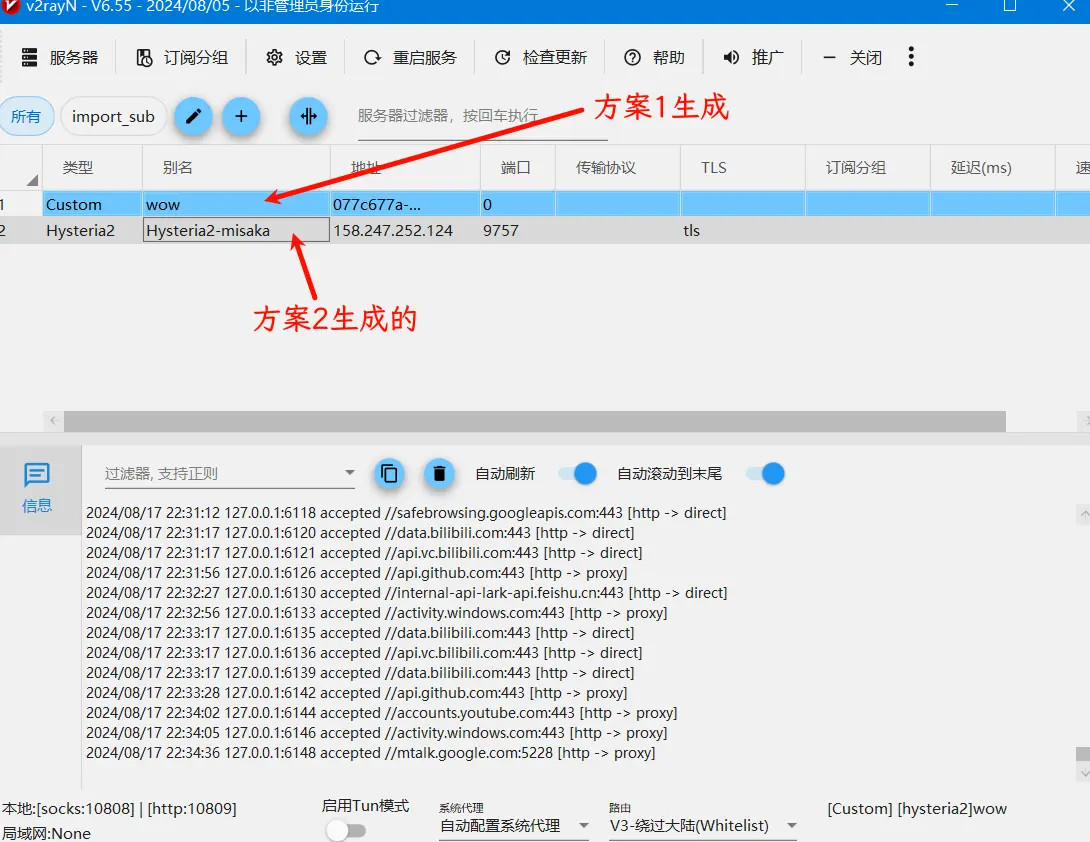 v2rayN - V6.55 - 2024/08/05 - 以非管理员身份运行
服务器 订阅分组 设置 重启服务 检查更新 帮助 推广 关闭
所有 import_sub 服务器过滤器，按回车执行 方案1生成
类型 别名 地址 端口 传输协议 TLS 订阅分组 延迟(ms) 速
1 Custom wow 077c677a-... 0
2 Hysteria2 Hysteria2-misaka 158.247.252.124 9757 tls
方案2生成的
过滤器, 支持正则 自动刷新 自动滚动到末尾
信息
2024/08/17 22:31:12 127.0.0.1:6118 accepted //safebrowsing.googleapis.com:443 [http -> direct]
2024/08/17 22:31:17 127.0.0.1:6120 accepted //data.bilibili.com:443 [http -> direct]
2024/08/17 22:31:17 127.0.0.1:6121 accepted //api.vc.bilibili.com:443 [http -> direct]
2024/08/17 22:31:56 127.0.0.1:6126 accepted //api.github.com:443 [http -> proxy]
2024/08/17 22:32:27 127.0.0.1:6130 accepted //internal-api-lark-api.feishu.cn:443 [http -> direct]
2024/08/17 22:32:56 127.0.0.1:6133 accepted //activity.windows.com:443 [http -> proxy]
2024/08/17 22:33:17 127.0.0.1:6135 accepted //data.bilibili.com:443 [http -> direct]
2024/08/17 22:33:17 127.0.0.1:6136 accepted //api.vc.bilibili.com:443 [http -> direct]
2024/08/17 22:33:17 127.0.0.1:6139 accepted //data.bilibili.com:443 [http -> direct]
2024/08/17 22:33:28 127.0.0.1:6142 accepted //api.github.com:443 [http -> proxy]
2024/08/17 22:34:02 127.0.0.1:6144 accepted //accounts.youtube.com:443 [http -> proxy]
2024/08/17 22:34:05 127.0.0.1:6146 accepted //activity.windows.com:443 [http -> proxy]
2024/08/17 22:34:36 127.0.0.1:6148 accepted //mtalk.google.com:5228 [http -> proxy]
本地:[socks:10808] | [http:10809] 启用Tun模式 系统代理 路由 [Custom] [hysteria2]wow
局域网:None 自动配置系统代理 V3-绕过大陆(Whitelist)